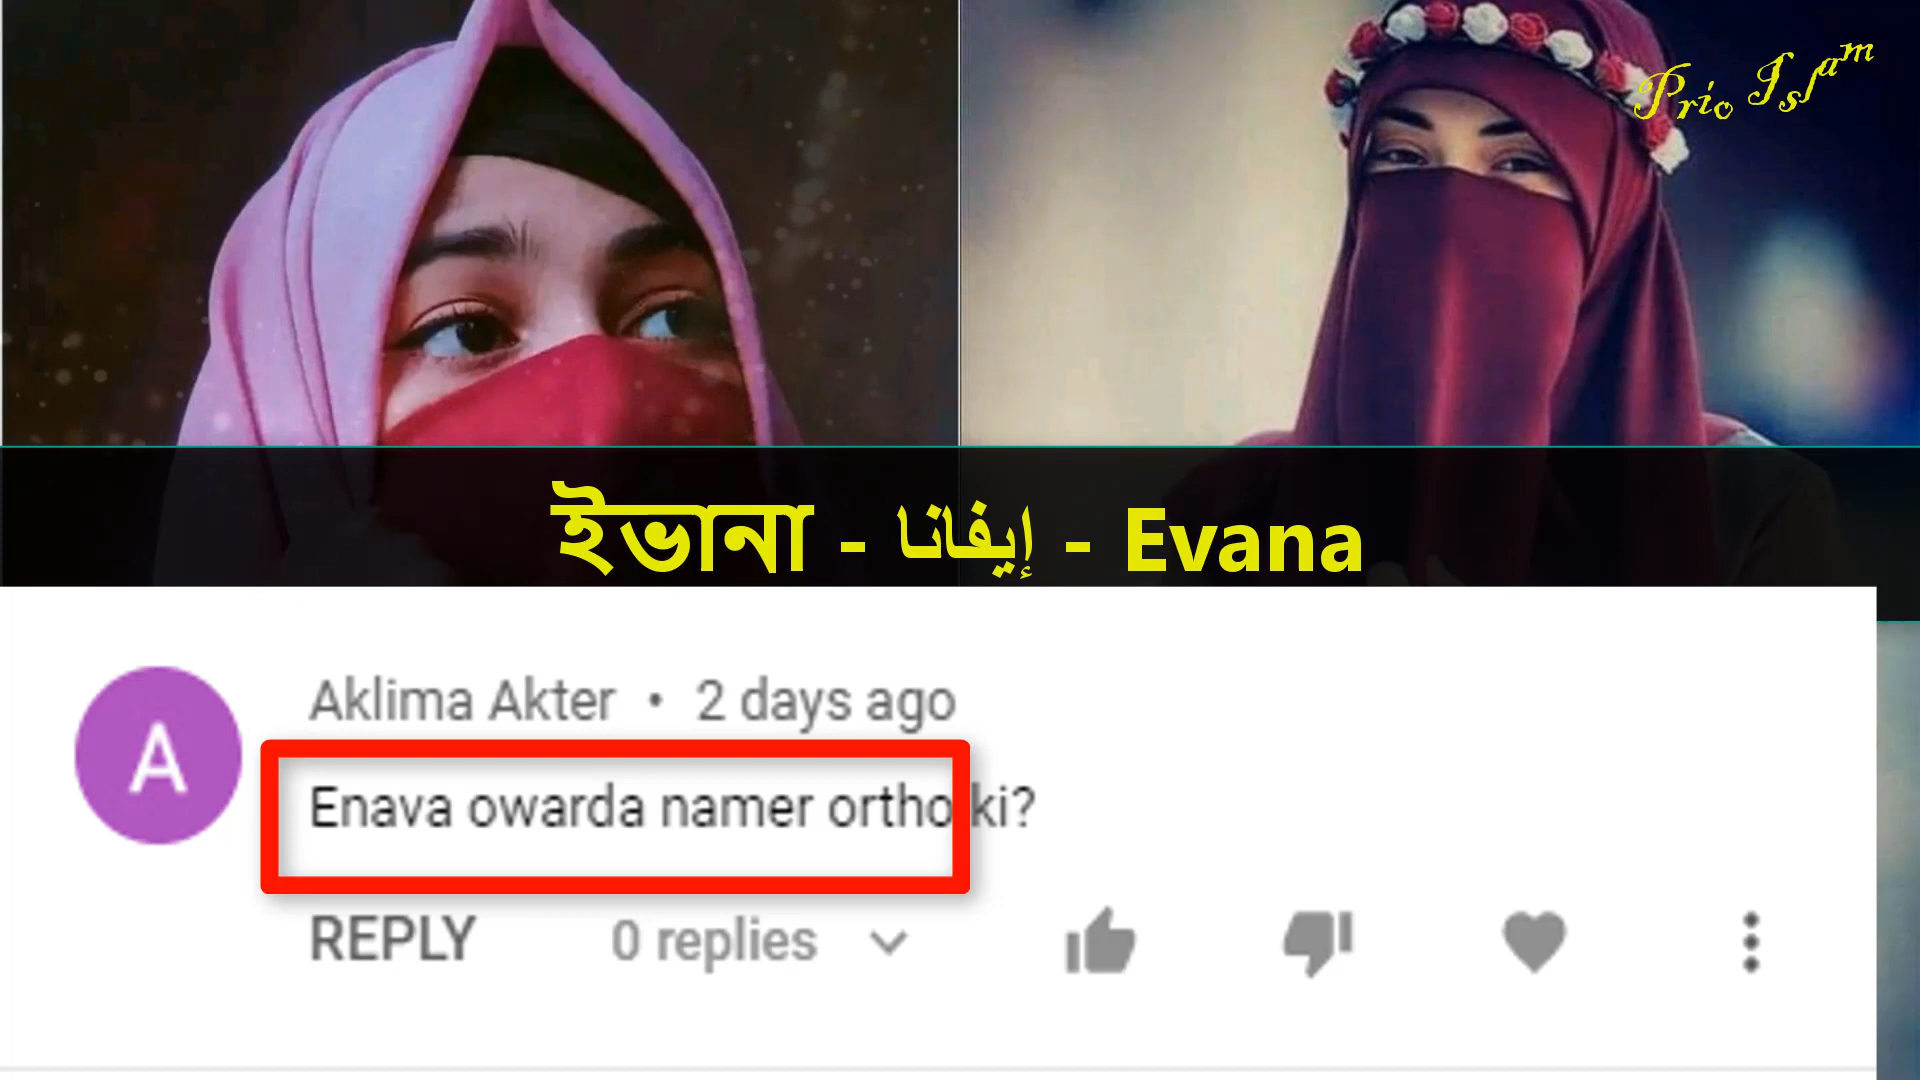 Prio Islam
ইভানা - إيفانا - Evana
A
Aklima Akter • 2 days ago
Enava owarda namer ortho ki?
REPLY 0 replies